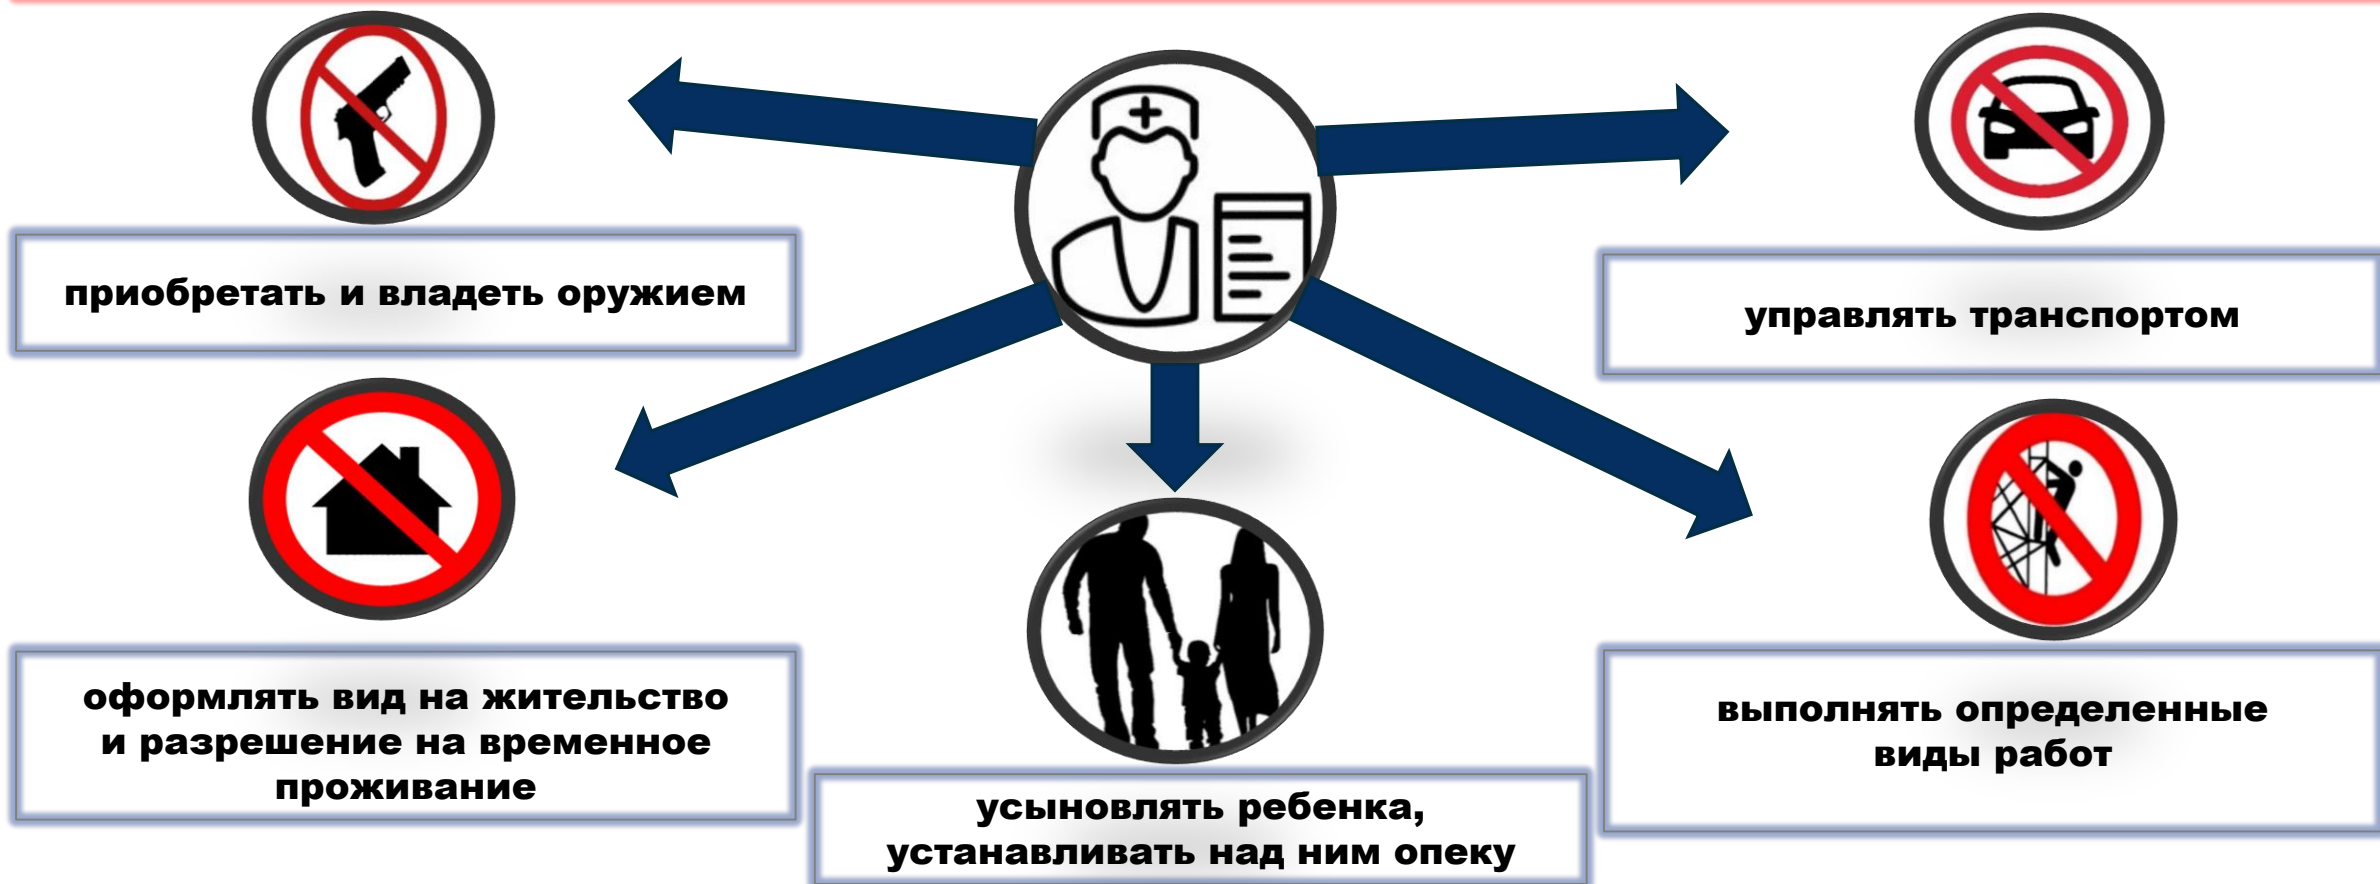 приобретать и владеть оружием
управлять транспортом
оформлять вид на жительство
и разрешение на временное
проживание
усыновлять ребенка,
устанавливать над ним опеку
выполнять определенные
виды работ